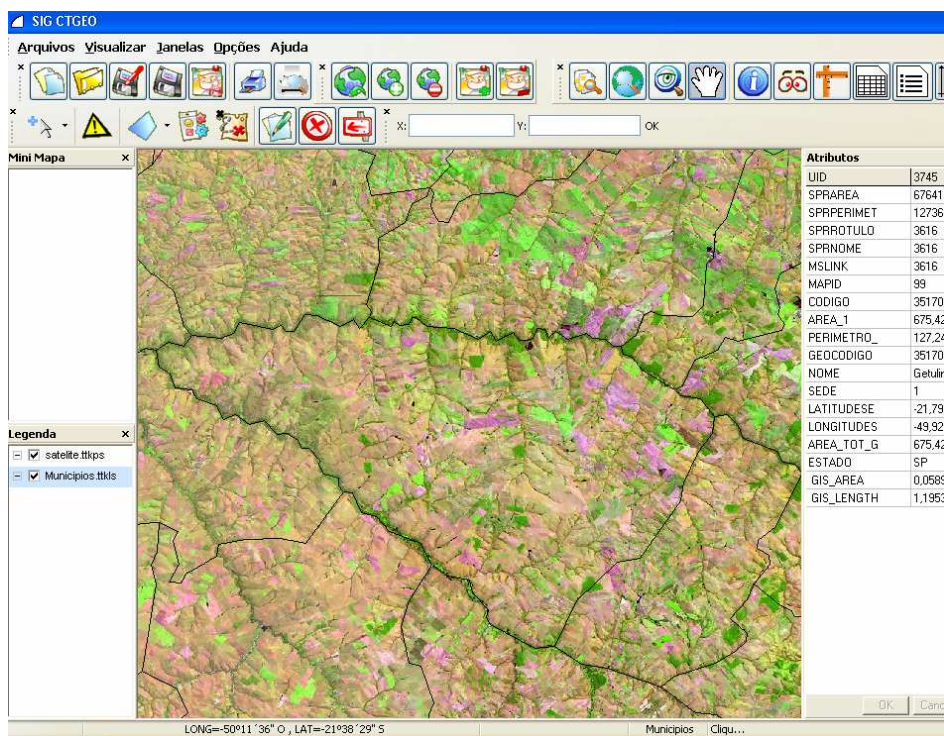 SIG CTGEO
Arquivos Visualizar Janelas Opções Ajuda
X: Y: OK
Mini Mapa x
Legenda x
satelite.ttkps
Municipios.ttkls
Atributos
UID 3745
SPRAREA 67641
SPRPERIMET 12736
SPRROTULO 3616
SPRNOME 3616
MSLINK 3616
MAPID 99
CODIGO 35170
AREA_1 675,42
PERIMETRO_ 127,24
GEOCODIGO 35170
NOME Getulin
SEDE 1
LATITUDESE -21,79
LONGITUDES -49,92
AREA_TOT_G 675,42
ESTADO SP
GIS_AREA 0,0589
GIS_LENGTH 1,1953
OK Canc
LONG=-50º11´36" O , LAT=-21º38´29" S Municipios Cliqu...